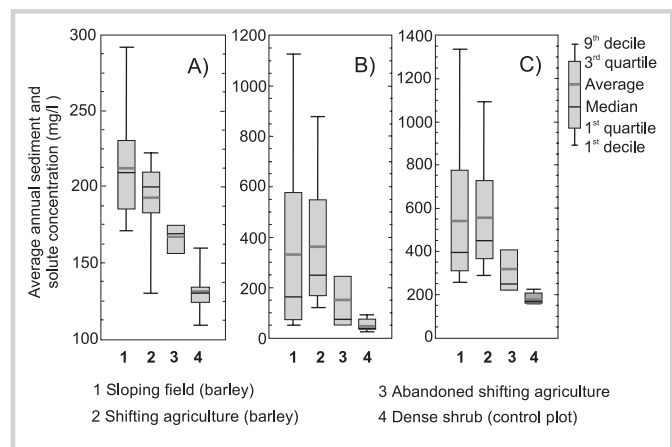 Average annual sediment and
solute concentration (mg/l)
300
250
200
150
100
A)
1 2 3 4
1200
1000
800
600
400
200
0
B)
1 2 3 4
1400
1200
1000
800
600
400
200
0
C)
1 2 3 4
9th decile
3rd quartile
Average
Median
1st quartile
1st decile
1 Sloping field (barley)
2 Shifting agriculture (barley)
3 Abandoned shifting agriculture
4 Dense shrub (control plot)